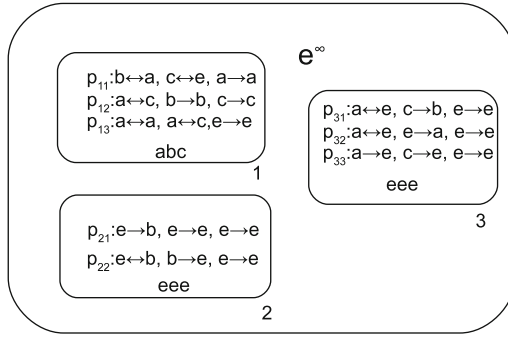 e∞
p11:b↔a, c↔e, a→a
p12:a↔c, b→b, c→c
p13:a↔a, a↔c,e→e
abc
1
p31:a↔e, c→b, e→e
p32:a↔e, e→a, e→e
p33:a→e, c→e, e→e
eee
3
p21:e→b, e→e, e→e
p22:e↔b, b→e, e→e
eee
2